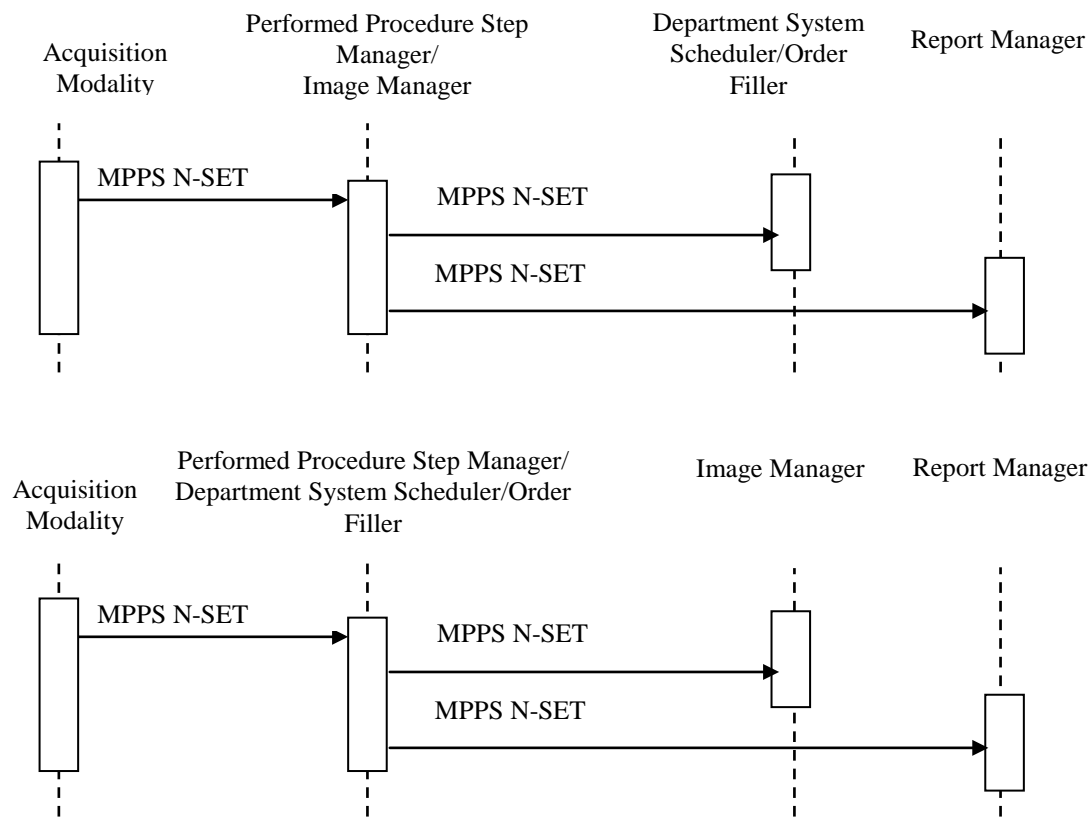 Acquisition
Modality
Performed Procedure Step
Manager/
Image Manager
Department System
Scheduler/Order
Filler
Report Manager
MPPS N-SET
MPPS N-SET
MPPS N-SET
Acquisition
Modality
Performed Procedure Step Manager/
Department System Scheduler/Order
Filler
Image Manager
Report Manager
MPPS N-SET
MPPS N-SET
MPPS N-SET